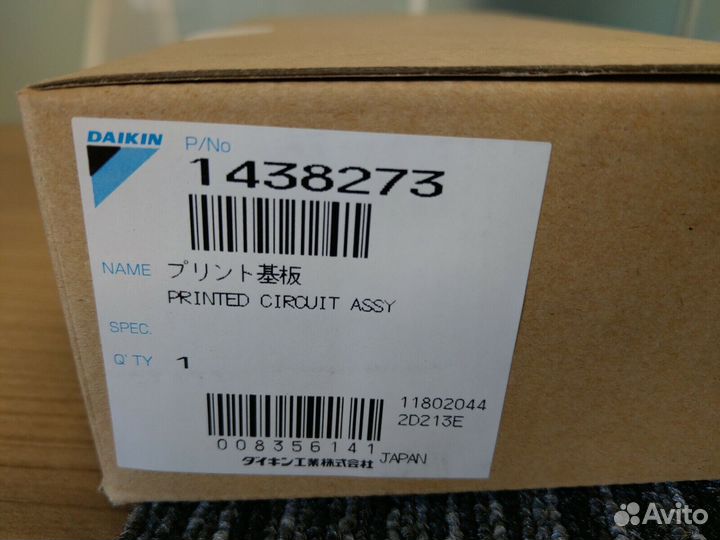 DAIKIN
P/No
1438273
NAME プリント基板
PRINTED CIRCUIT ASSY
SPEC.
Q'TY 1
11802044
2D213E
008356141
ダイキン工業株式会社 JAPAN
Avito